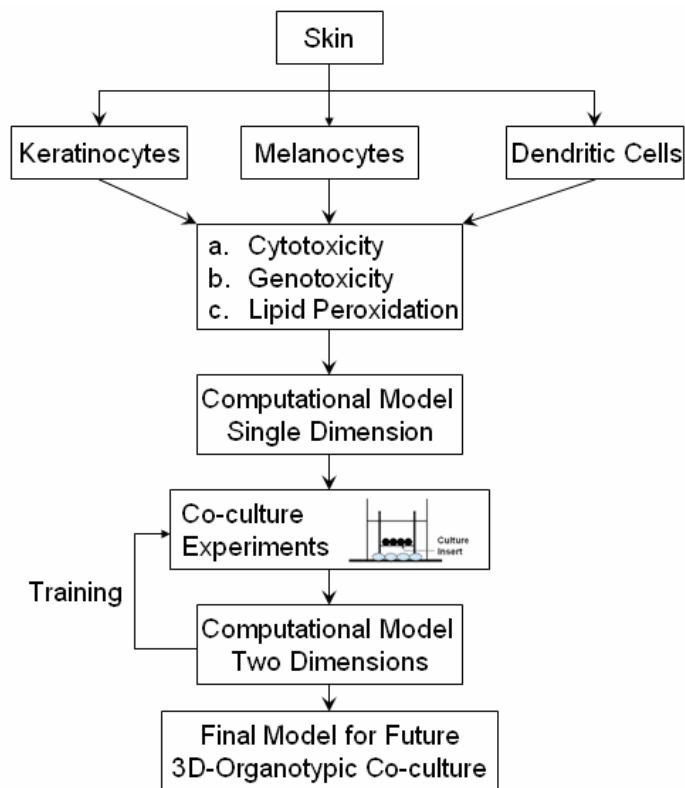 Skin
Keratinocytes
Melanocytes
Dendritic Cells
a. Cytotoxicity
b. Genotoxicity
c. Lipid Peroxidation
Computational Model
Single Dimension
Co-culture
Experiments
Culture
Insert
Training
Computational Model
Two Dimensions
Final Model for Future
3D-Organotypic Co-culture